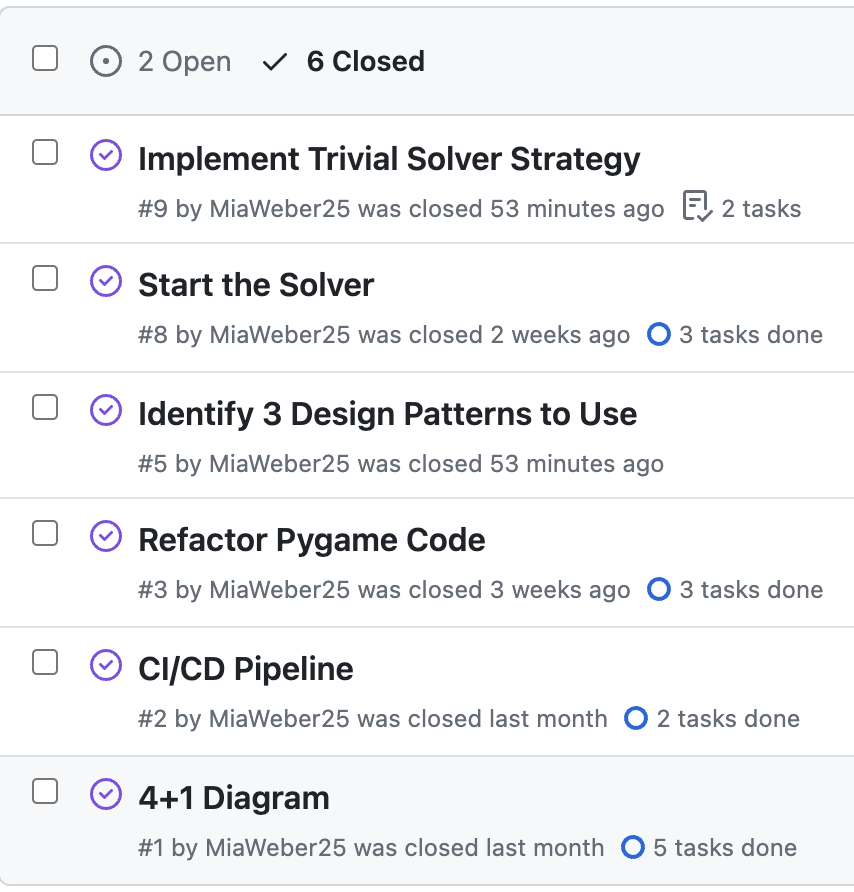 2 Open 6 Closed
Implement Trivial Solver Strategy
#9 by MiaWeber25 was closed 53 minutes ago 2 tasks
Start the Solver
#8 by MiaWeber25 was closed 2 weeks ago 3 tasks done
Identify 3 Design Patterns to Use
#5 by MiaWeber25 was closed 53 minutes ago
Refactor Pygame Code
#3 by MiaWeber25 was closed 3 weeks ago 3 tasks done
CI/CD Pipeline
#2 by MiaWeber25 was closed last month 2 tasks done
4+1 Diagram
#1 by MiaWeber25 was closed last month 5 tasks done